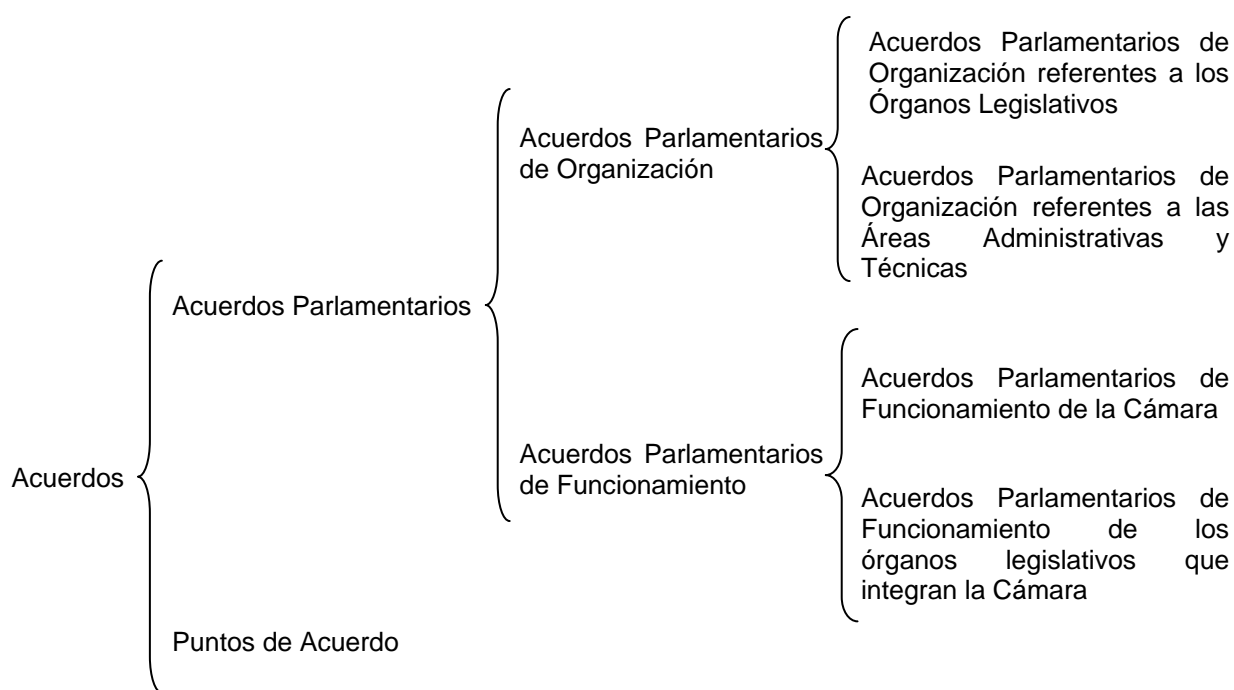 Acuerdos Parlamentarios de
Organización referentes a los
Órganos Legislativos
Acuerdos Parlamentarios
de Organización
Acuerdos Parlamentarios de
Organización referentes a las
Áreas Administrativas y
Técnicas
Acuerdos Parlamentarios
Acuerdos Parlamentarios de
Funcionamiento de la Cámara
Acuerdos Parlamentarios
de Funcionamiento
Acuerdos
Acuerdos Parlamentarios de
Funcionamiento de los
órganos legislativos que
integran la Cámara
Puntos de Acuerdo